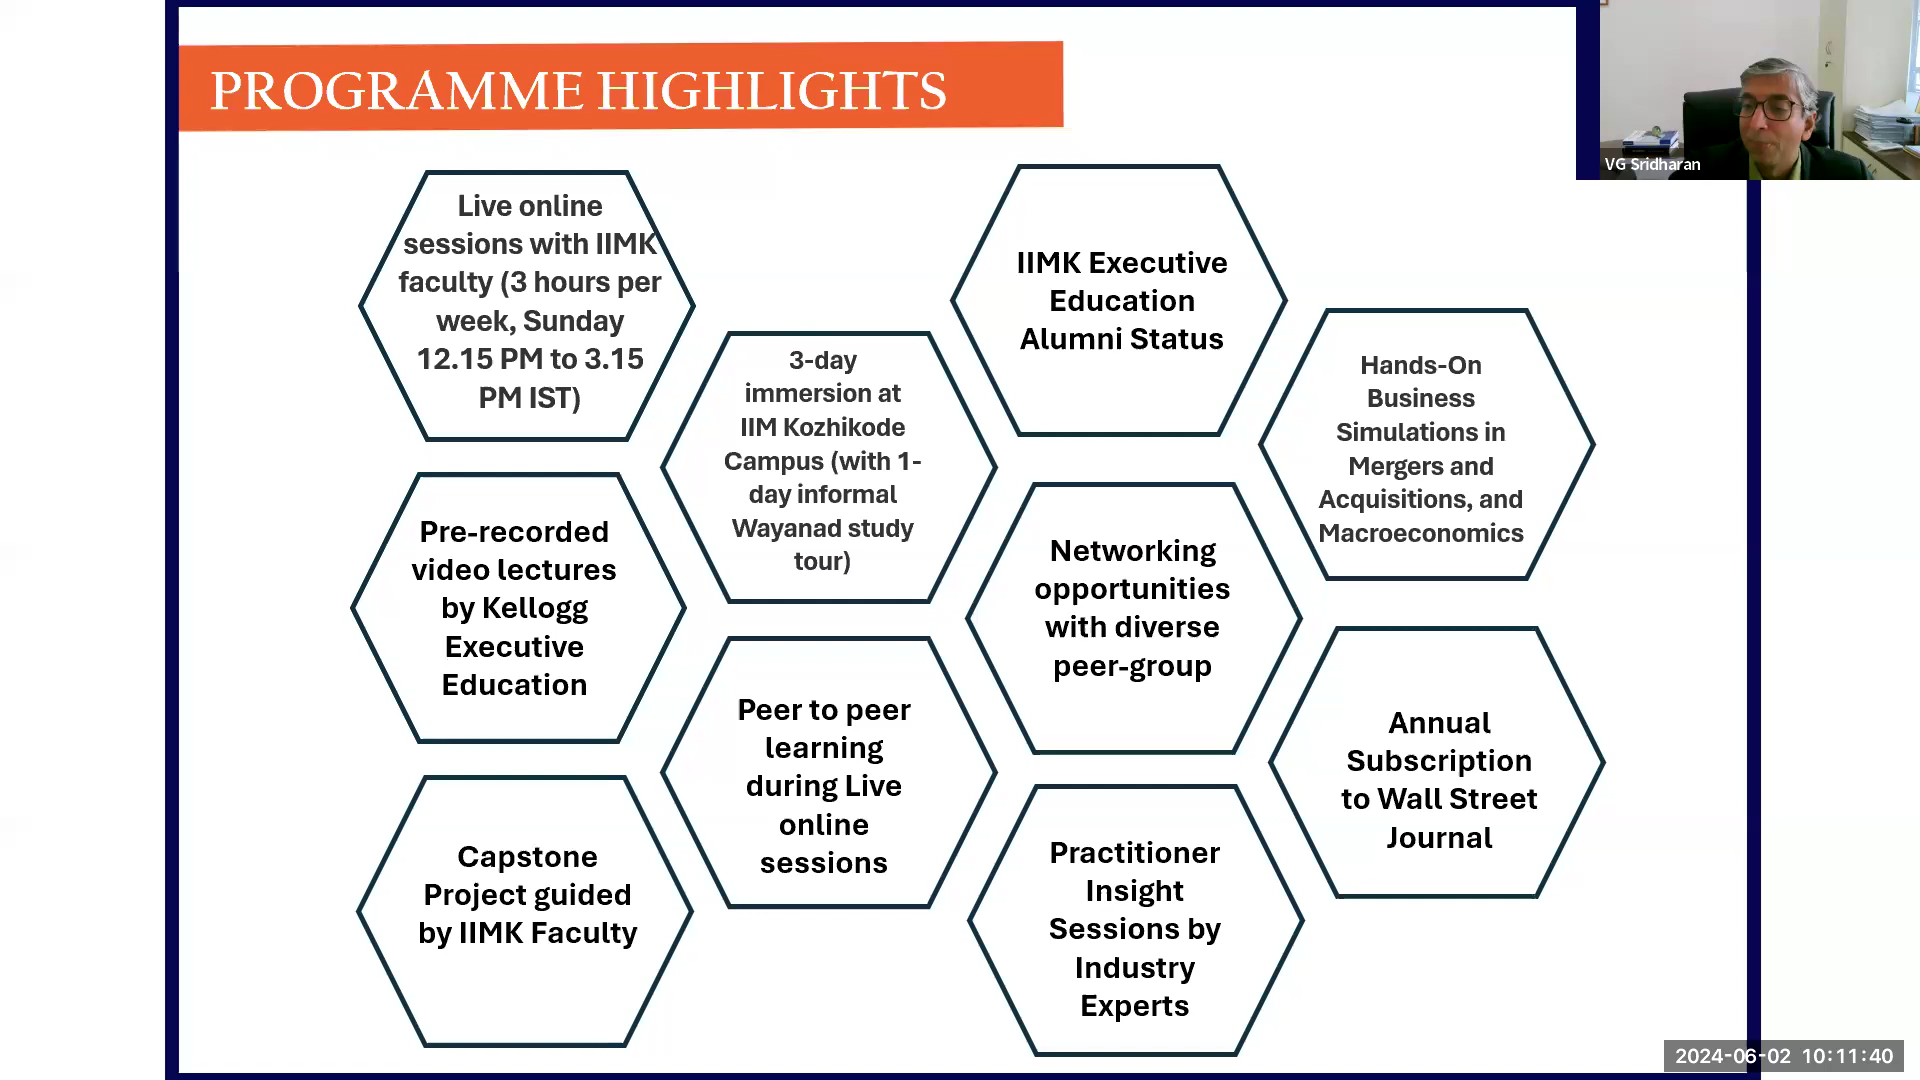 PROGRAMME HIGHLIGHTS
VG Sridharan
Live online
sessions with IIMK
faculty (3 hours per
week, Sunday
12.15 PM to 3.15
PM IST)
Pre-recorded
video lectures
by Kellogg
Executive
Education
Capstone
Project guided
by IIMK Faculty
3-day
immersion at
IIM Kozhikode
Campus (with 1-
day informal
Wayanad study
tour)
Peer to peer
learning
during Live
online
sessions
IIMK Executive
Education
Alumni Status
Networking
opportunities
with diverse
peer-group
Practitioner
Insight
Sessions by
Industry
Experts
Hands-On
Business
Simulations in
Mergers and
Acquisitions, and
Macroeconomics
Annual
Subscription
to Wall Street
Journal
2024-06-02 10:11:40